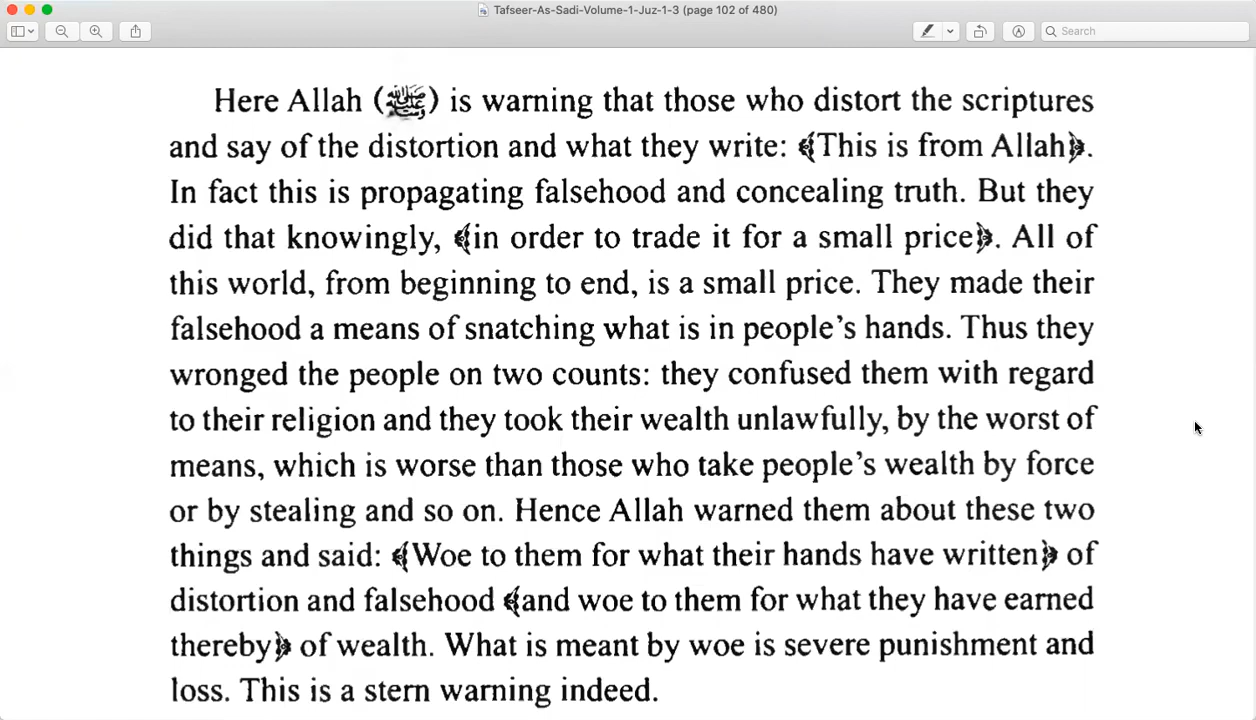 Tafseer-As-Sadi-Volume-1-Juz-1-3 (page 102 of 480)
Search
Here Allah (ﷺ) is warning that those who distort the scriptures
and say of the distortion and what they write: ﴾This is from Allah﴿.
In fact this is propagating falsehood and concealing truth. But they
did that knowingly, ﴾in order to trade it for a small price﴿. All of
this world, from beginning to end, is a small price. They made their
falsehood a means of snatching what is in people’s hands. Thus they
wronged the people on two counts: they confused them with regard
to their religion and they took their wealth unlawfully, by the worst of
means, which is worse than those who take people’s wealth by force
or by stealing and so on. Hence Allah warned them about these two
things and said: ﴾Woe to them for what their hands have written﴿ of
distortion and falsehood ﴾and woe to them for what they have earned
thereby﴿ of wealth. What is meant by woe is severe punishment and
loss. This is a stern warning indeed.